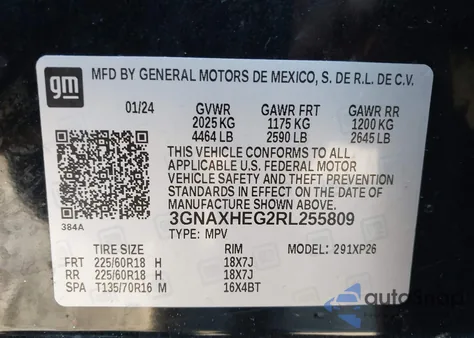 gm
MFD BY GENERAL MOTORS DE MEXICO, S. DE R.L. DE C.V.
01/24 GVWR GAWR FRT GAWR RR
2025 KG 1175 KG 1200 KG
4464 LB 2590 LB 2645 LB
THIS VEHICLE CONFORMS TO ALL
APPLICABLE U.S. FEDERAL MOTOR
VEHICLE SAFETY AND THEFT
PREVENTION STANDARDS IN EFFECT ON
THE DATE OF MANUFACTURE
SHOWN ABOVE.
3GNAXHEG2RL255809
384A TYPE: MPV
TIRE SIZE RIM MODEL: 291XP26
FRT 225/60R18 H 18X7J
RR 225/60R18 H 18X7J
SPA T135/70R16 M 16X4BT
autoSnap